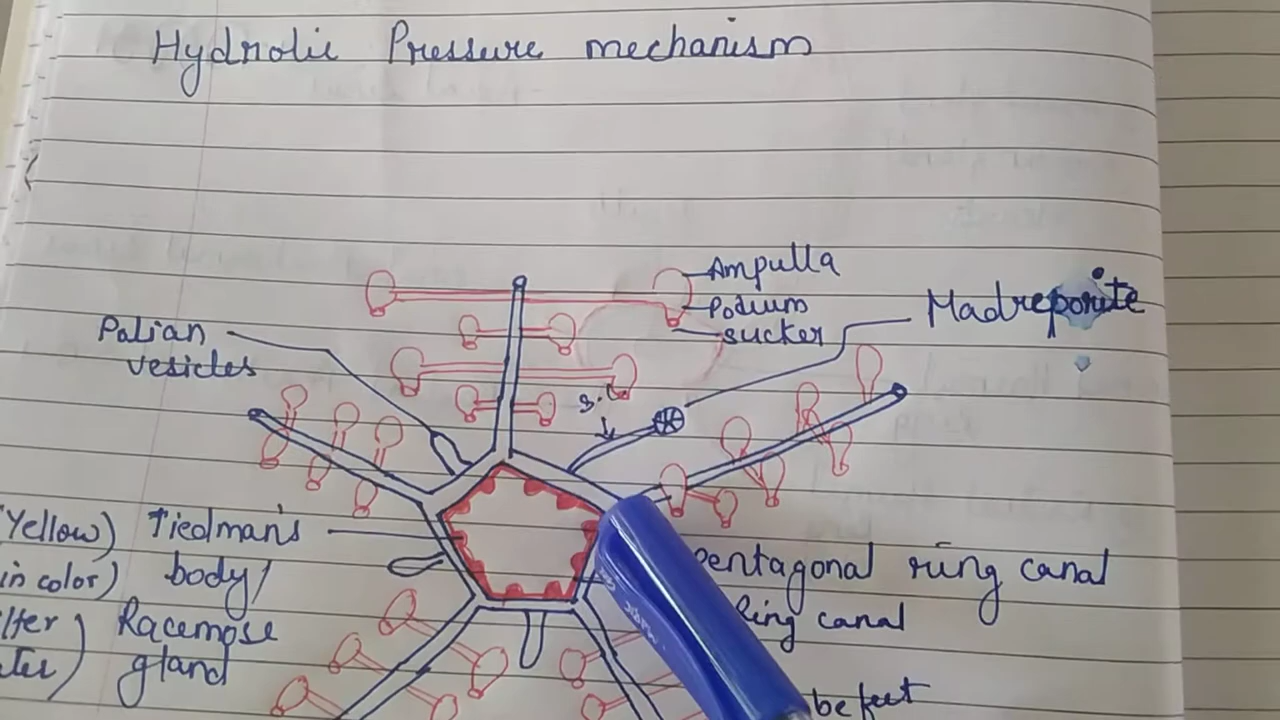 Hydrolic Pressure mechanism
Ampulla
Podium
sucker
Madreporite
Polian
vesicles
s.c
(Yellow) Tiedman's
in color) body/
Racemose
gland
pentagonal ring canal
Ring canal
be feet